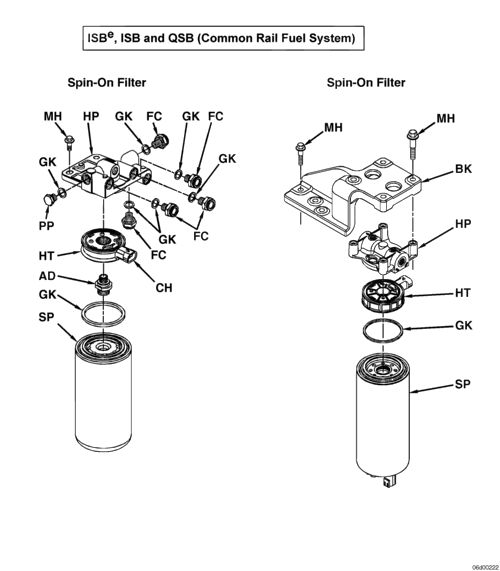 ISBe, ISB and QSB (Common Rail Fuel System)
Spin-On Filter
Spin-On Filter
MH
HP
GK
FC
GK
FC
GK
GK
PP
GK
FC
FC
HT
CH
AD
GK
SP
MH
MH
BK
HP
HT
GK
SP
06d00222